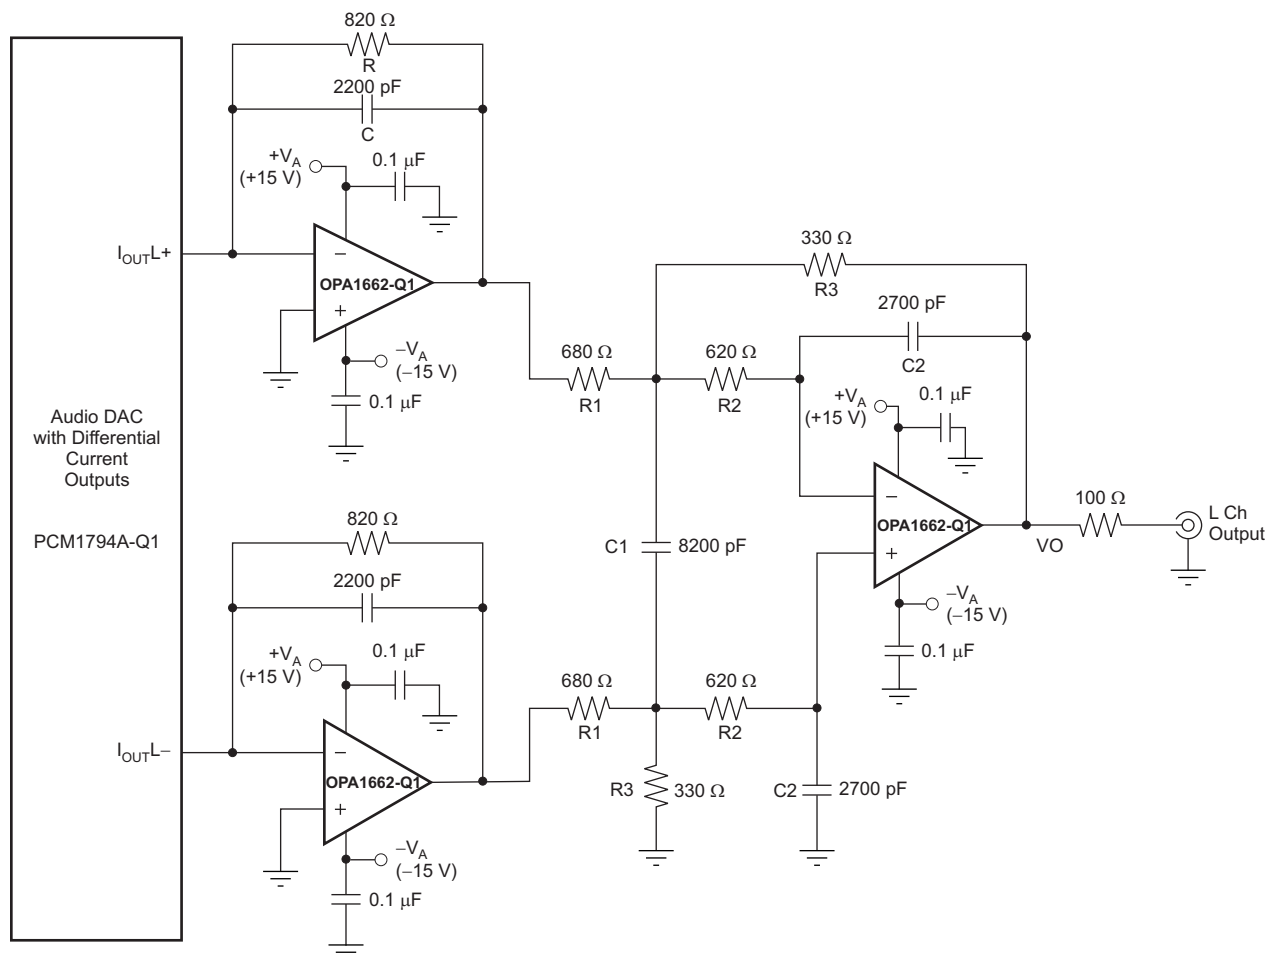 820 Ω
R
2200 pF
C
+VA
(+15 V)
0.1 μF
IOUTL+
−
OPA1662-Q1
+
−VA
(−15 V)
0.1 μF
330 Ω
R3
2700 pF
C2
680 Ω
R1
620 Ω
R2
+VA
(+15 V)
0.1 μF
Audio DAC
with Differential
Current
Outputs
PCM1794A-Q1
−
OPA1662-Q1
+
VO
100 Ω
L Ch
Output
−VA
(−15 V)
0.1 μF
C1
8200 pF
820 Ω
2200 pF
+VA
(+15 V)
0.1 μF
IOUTL−
−
OPA1662-Q1
+
−VA
(−15 V)
0.1 μF
680 Ω
R1
620 Ω
R2
R3
330 Ω
C2
2700 pF